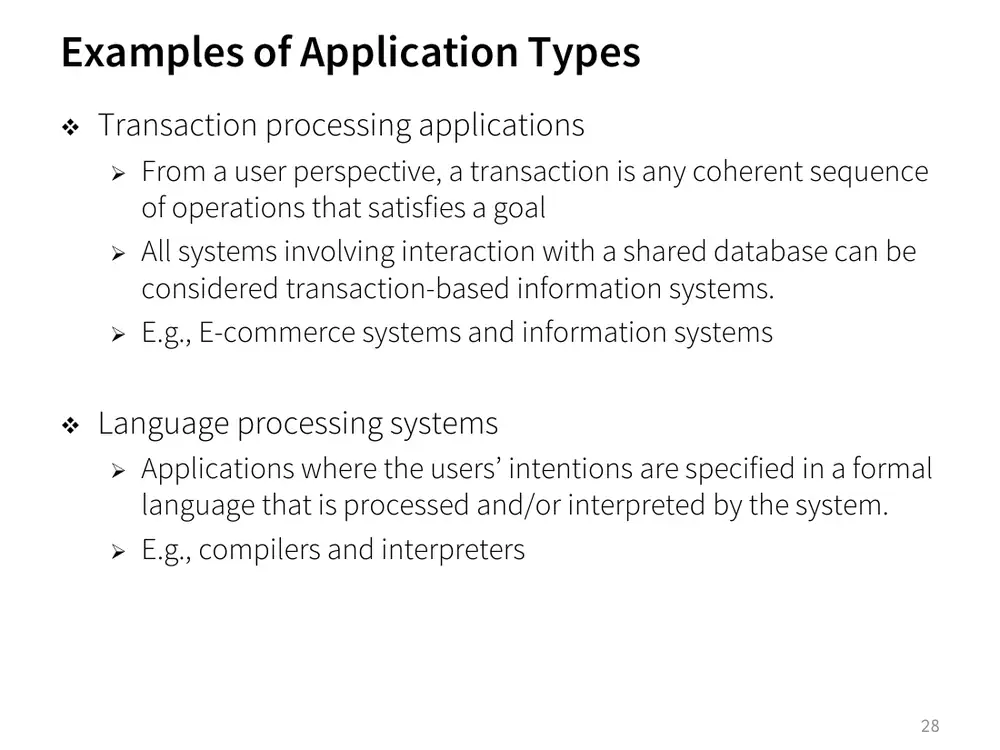 Examples of Application Types
❖ Transaction processing applications
➢ From a user perspective, a transaction is any coherent sequence
of operations that satisfies a goal
➢ All systems involving interaction with a shared database can be
considered transaction-based information systems.
➢ E.g., E-commerce systems and information systems
❖ Language processing systems
➢ Applications where the users’ intentions are specified in a formal
language that is processed and/or interpreted by the system.
➢ E.g., compilers and interpreters
28